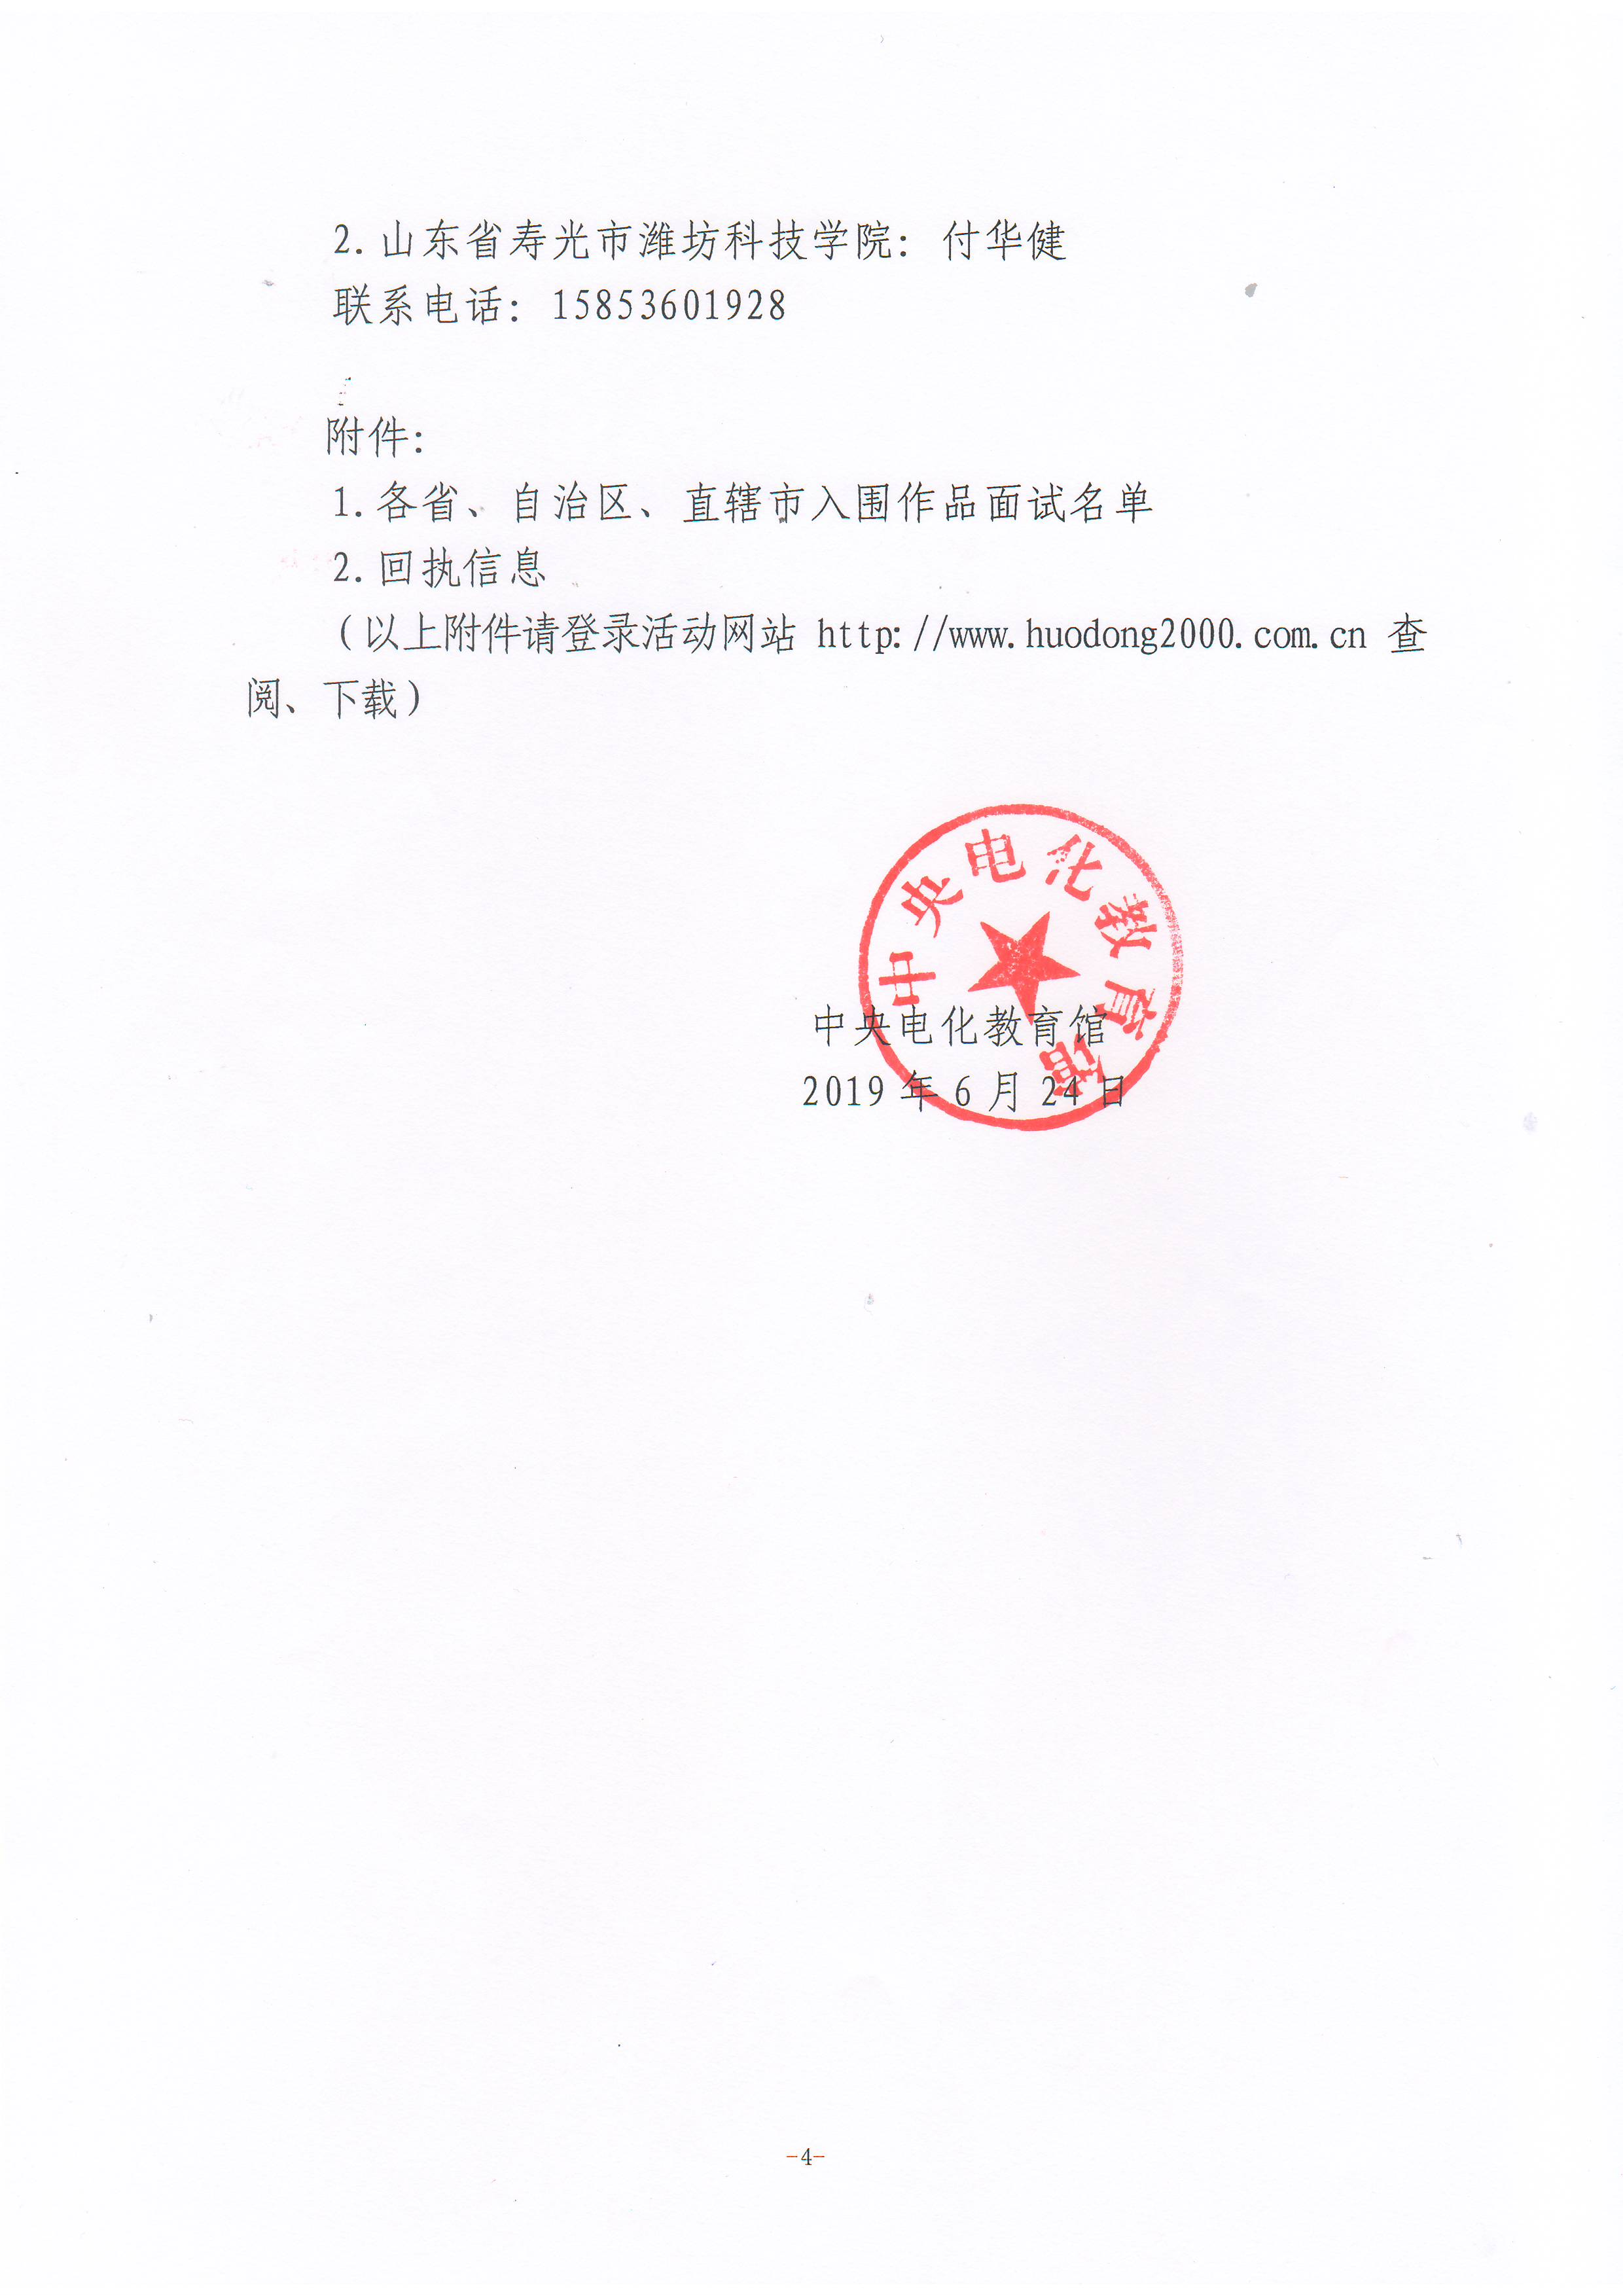 2.山东省寿光市潍坊科技学院：付华健
联系电话：15853601928
附件：
1.各省、自治区、直辖市入围作品面试名单
2.回执信息
（以上附件请登录活动网站 http://www.huodong2000.com.cn 查
阅、下载）
中央电化教育馆
中央电化教育馆
2019 年 6 月 24 日
-4-